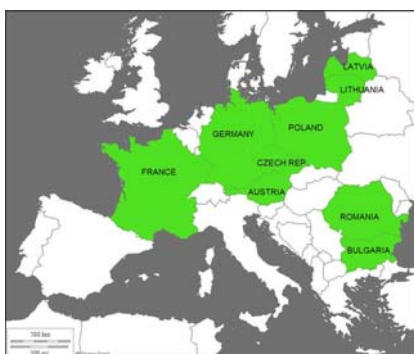 LATVIA
LITHUANIA
GERMANY
POLAND
CZECH REP.
FRANCE
AUSTRIA
ROMANIA
BULGARIA